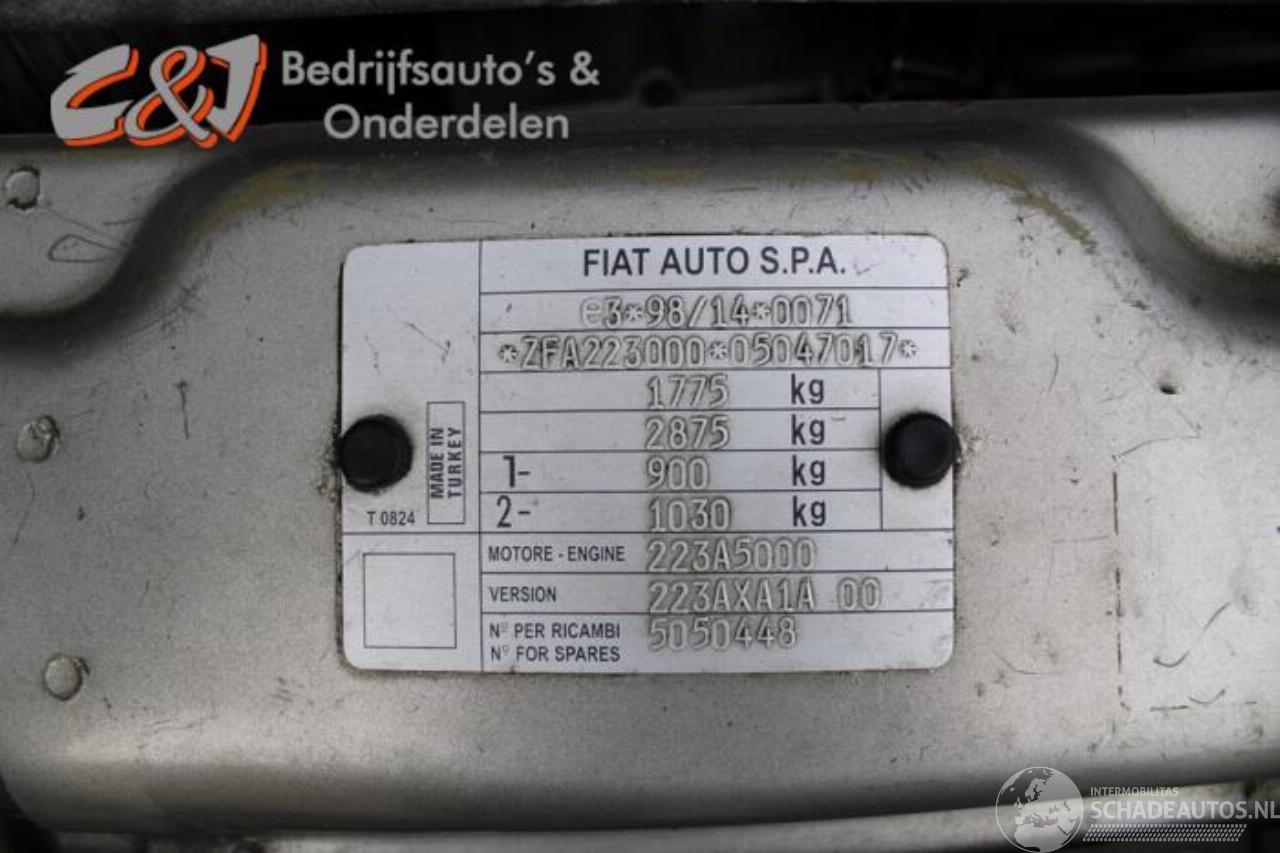 C&J Bedrijfsauto's &
Onderdelen
FIAT AUTO S.P.A.
e3*98/14*0071
*ZFA223000*05047017*
1775 kg
2875 kg
1- 900 kg
2- 1030 kg
MADE IN
TURKEY
T 0824
MOTORE - ENGINE 223A5000
VERSION 223AXA1A 00
Nº PER RICAMBI 5050448
Nº FOR SPARES
INTERMOBILITAS
SCHADEAUTOS.NL